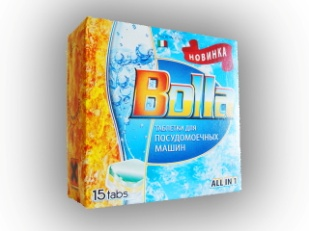 НОВИНКА
Bolla
ТАБЛЕТКИ ДЛЯ
ПОСУДОМОЕЧНЫХ
МАШИН
ALL IN 1
15 tabs